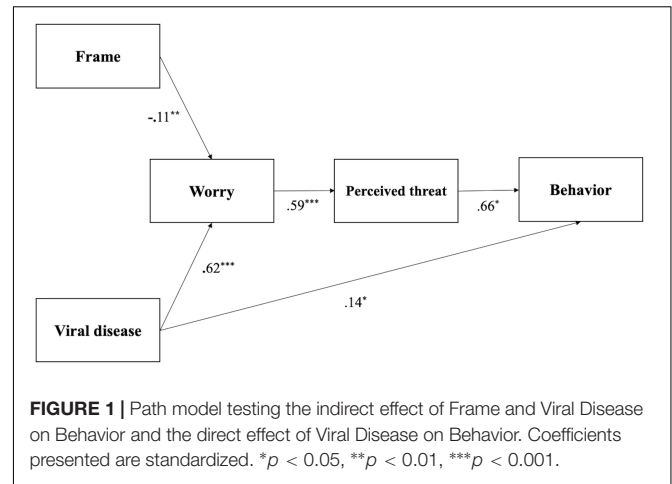 Frame
-.11**
Worry
.59***
Perceived threat
.66*
Behavior
.62***
.14*
Viral disease
FIGURE 1 | Path model testing the indirect effect of Frame and Viral Disease
on Behavior and the direct effect of Viral Disease on Behavior. Coefficients
presented are standardized. *p < 0.05, **p < 0.01, ***p < 0.001.